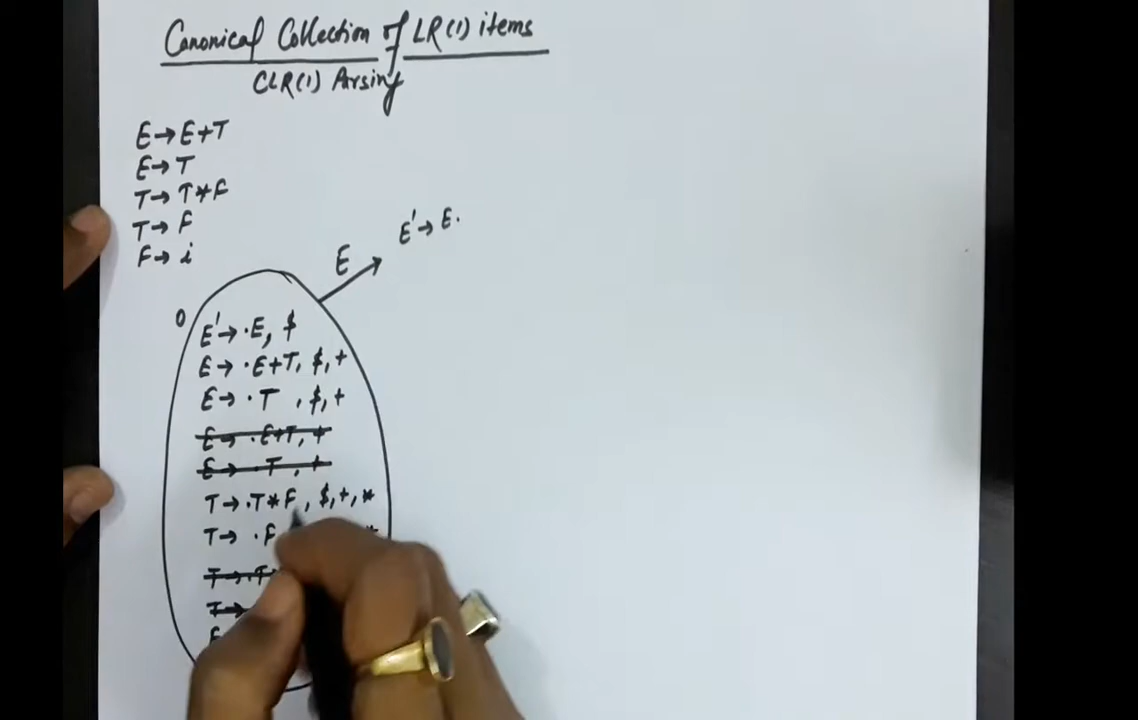 Canonical Collection of LR(1) items
CLR(1) Parsing
E→E+T
E→T
T→T*F
T→F
F→i
E
E'→E.
0
E'→.E, $
E→.E+T, $,+
E→.T , $,+
E→.E+T, +
E→.T , +
T→.T*F, $,+,*
T→.F *
T→.T
T→
F